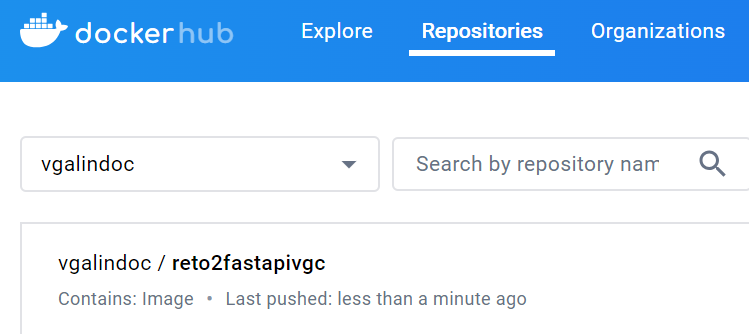 dockerhub Explore Repositories Organizations
vgalindoc Search by repository nam
vgalindoc / reto2fastapivgc
Contains: Image • Last pushed: less than a minute ago